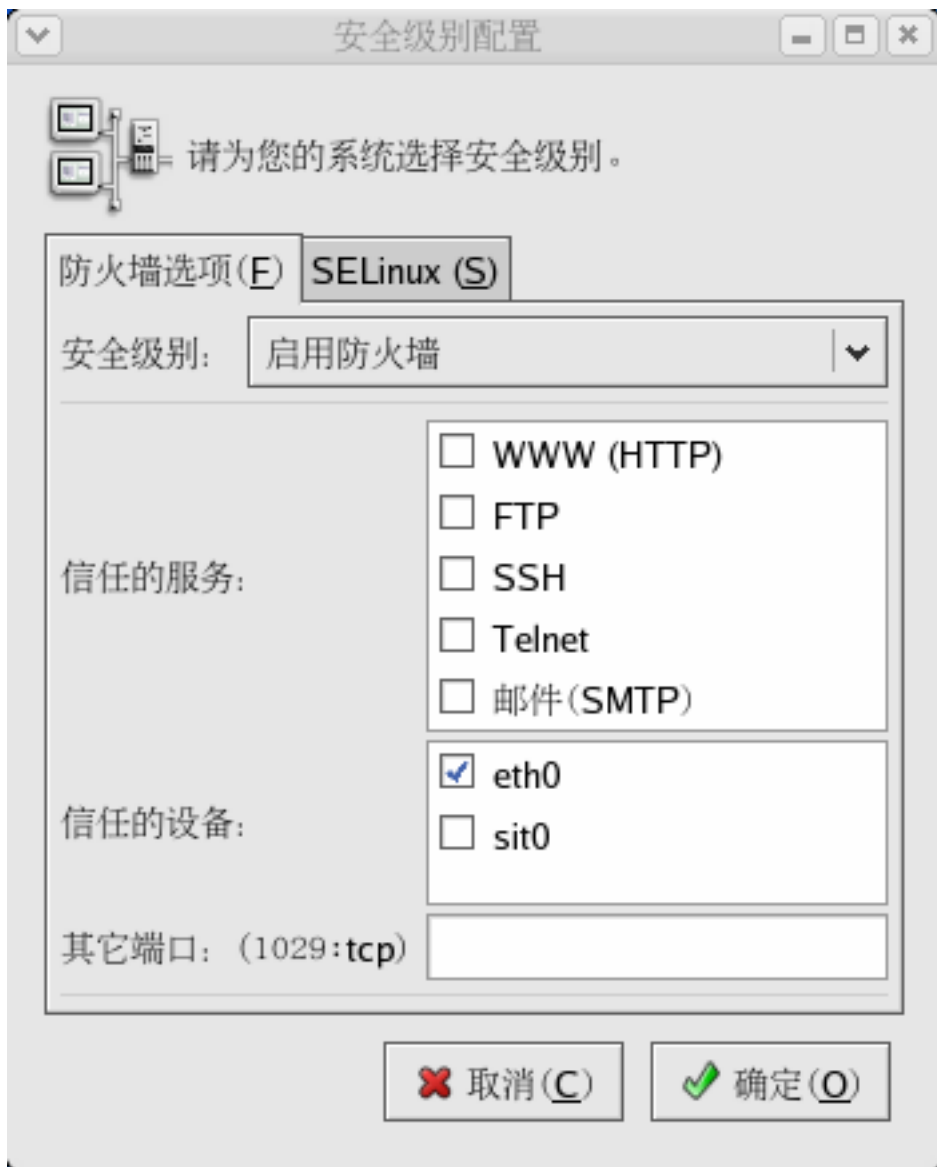 安全级别配置
请为您的系统选择安全级别。
防火墙选项(F) SELinux (S)
安全级别: 启用防火墙
WWW (HTTP)
FTP
信任的服务: SSH
Telnet
邮件(SMTP)
eth0
信任的设备: sit0
其它端口: (1029:tcp)
取消(C) 确定(O)